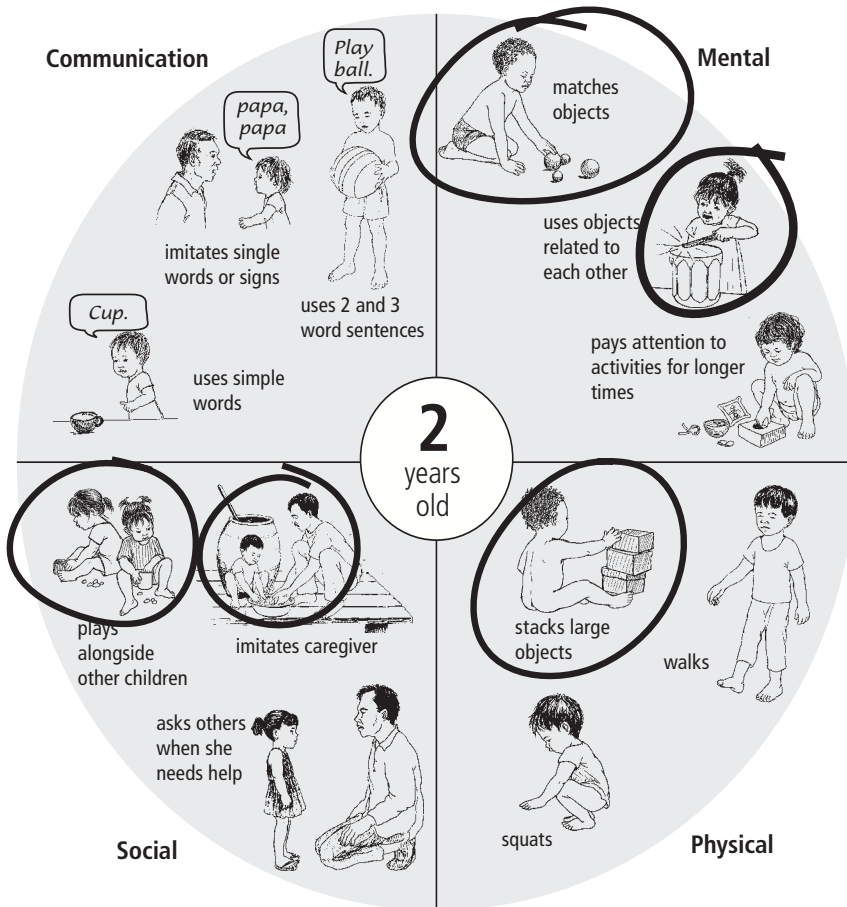 Communication
Play
ball.
papa,
papa
imitates single
words or signs
uses 2 and 3
word sentences
Cup.
uses simple
words
Mental
matches
objects
uses objects
related to
each other
pays attention to
activities for longer
times
2
years
old
plays
alongside
other children
imitates caregiver
asks others
when she
needs help
Social
stacks large
objects
walks
squats
Physical